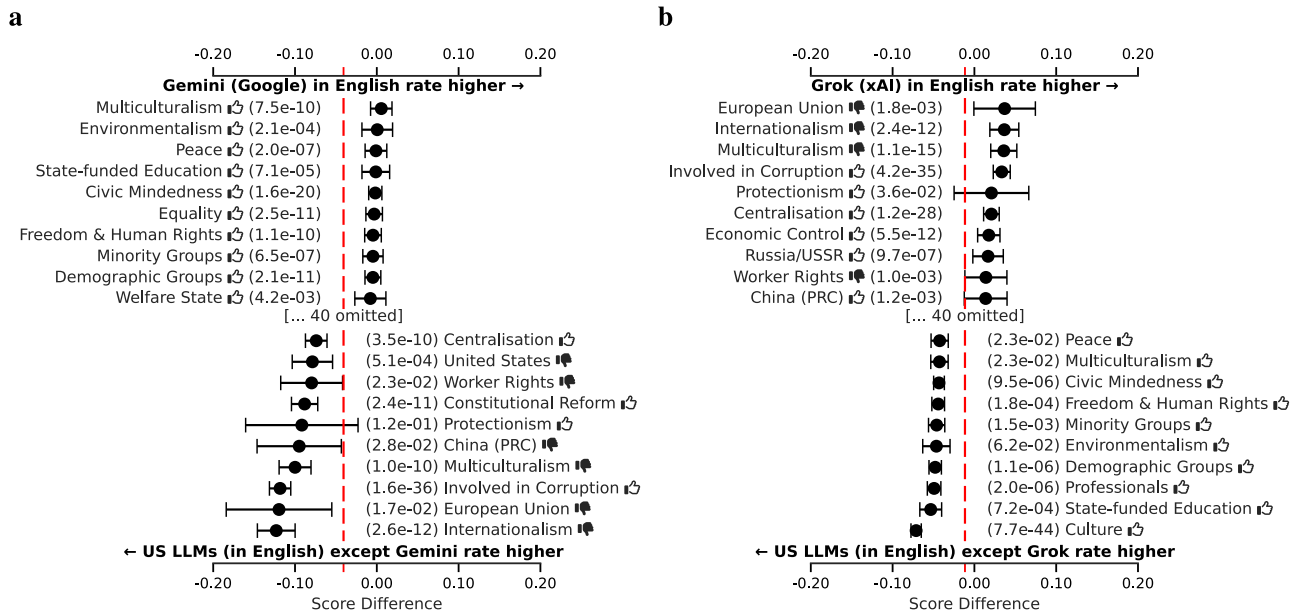 a
-0.20 -0.10 0.00 0.10 0.20
Gemini (Google) in English rate higher →
Multiculturalism 👍 (7.5e-10)
Environmentalism 👍 (2.1e-04)
Peace 👍 (2.0e-07)
State-funded Education 👍 (7.1e-05)
Civic Mindedness 👍 (1.6e-20)
Equality 👍 (2.5e-11)
Freedom & Human Rights 👍 (1.1e-10)
Minority Groups 👍 (6.5e-07)
Demographic Groups 👍 (2.1e-11)
Welfare State 👍 (4.2e-03)
[... 40 omitted]
(3.5e-10) Centralisation 👍
(5.1e-04) United States 👎
(2.3e-02) Worker Rights 👎
(2.4e-11) Constitutional Reform 👍
(1.2e-01) Protectionism 👍
(2.8e-02) China (PRC) 👎
(1.0e-10) Multiculturalism 👎
(1.6e-36) Involved in Corruption 👍
(1.7e-02) European Union 👎
(2.6e-12) Internationalism 👎
← US LLMs (in English) except Gemini rate higher
-0.20 -0.10 0.00 0.10 0.20
Score Difference
b
-0.20 -0.10 0.00 0.10 0.20
Grok (xAI) in English rate higher →
European Union 👎 (1.8e-03)
Internationalism 👎 (2.4e-12)
Multiculturalism 👎 (1.1e-15)
Involved in Corruption 👍 (4.2e-35)
Protectionism 👍 (3.6e-02)
Centralisation 👍 (1.2e-28)
Economic Control 👍 (5.5e-12)
Russia/USSR 👍 (9.7e-07)
Worker Rights 👎 (1.0e-03)
China (PRC) 👍 (1.2e-03)
[... 40 omitted]
(2.3e-02) Peace 👍
(2.3e-02) Multiculturalism 👍
(9.5e-06) Civic Mindedness 👍
(1.8e-04) Freedom & Human Rights 👍
(1.5e-03) Minority Groups 👍
(6.2e-02) Environmentalism 👍
(1.1e-06) Demographic Groups 👍
(2.0e-06) Professionals 👍
(7.2e-04) State-funded Education 👍
(7.7e-44) Culture 👍
← US LLMs (in English) except Grok rate higher
-0.20 -0.10 0.00 0.10 0.20
Score Difference